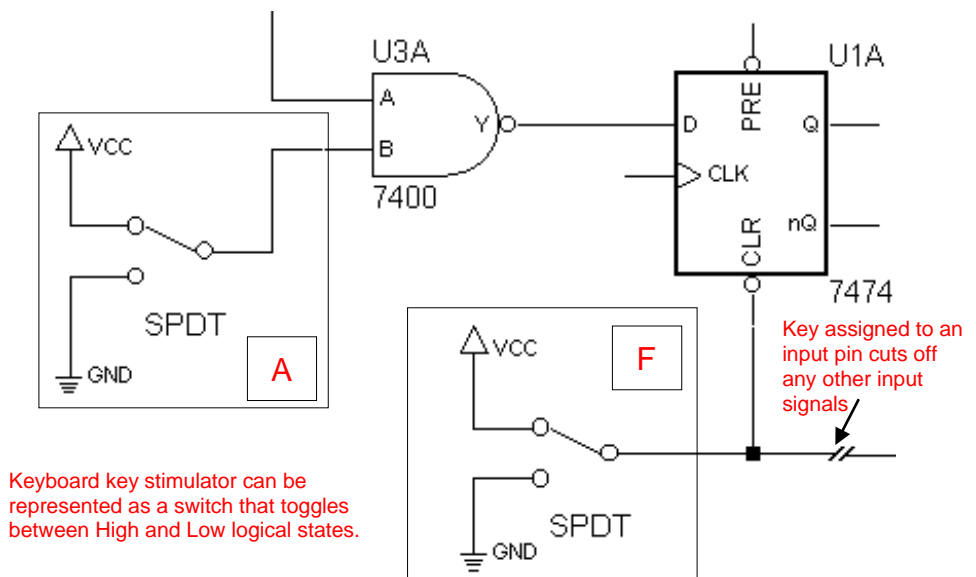 U3A
U1A
A
B
Y
7400
D
PRE
Q
CLK
CLR
nQ
7474
VCC
SPDT
GND
A
VCC
F
SPDT
GND
Key assigned to an
input pin cuts off
any other input
signals
Keyboard key stimulator can be
represented as a switch that toggles
between High and Low logical states.